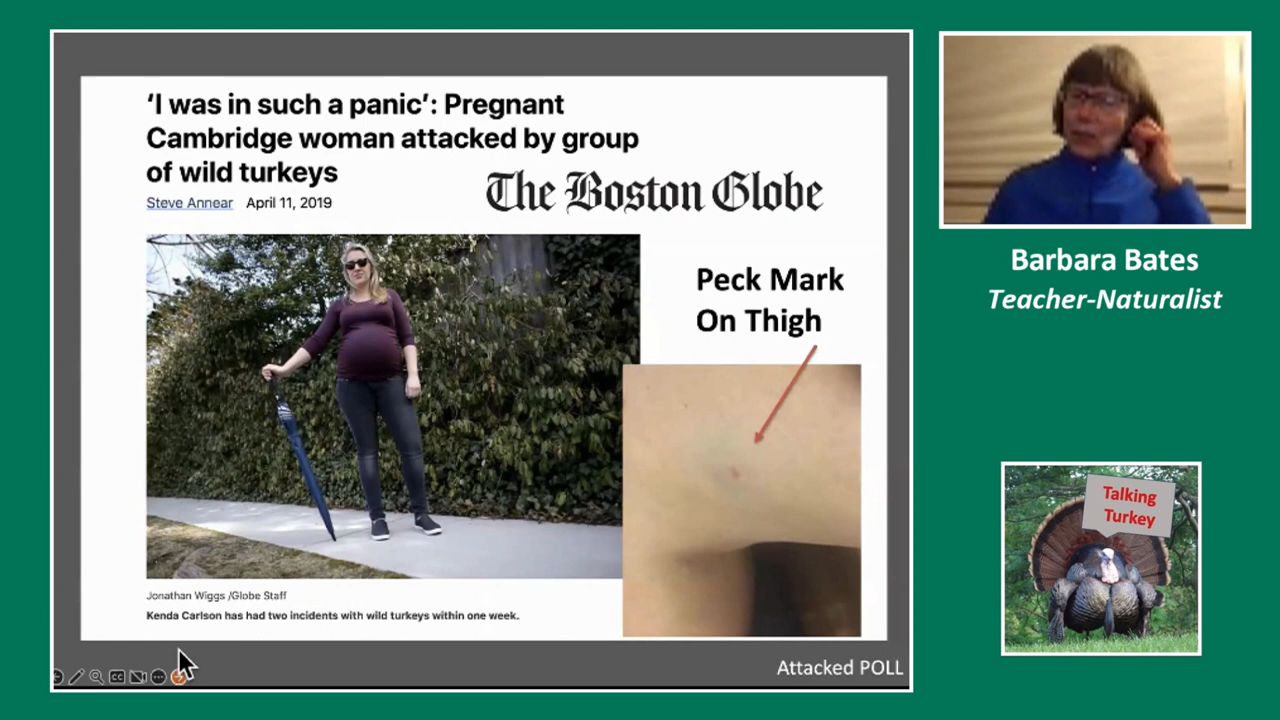 ‘I was in such a panic’: Pregnant
Cambridge woman attacked by group
of wild turkeys
Steve Annear April 11, 2019
The Boston Globe
Peck Mark
On Thigh
Jonathan Wiggs /Globe Staff
Kenda Carlson has had two incidents with wild turkeys within one week.
CC
Attacked POLL
Barbara Bates
Teacher-Naturalist
Talking
Turkey